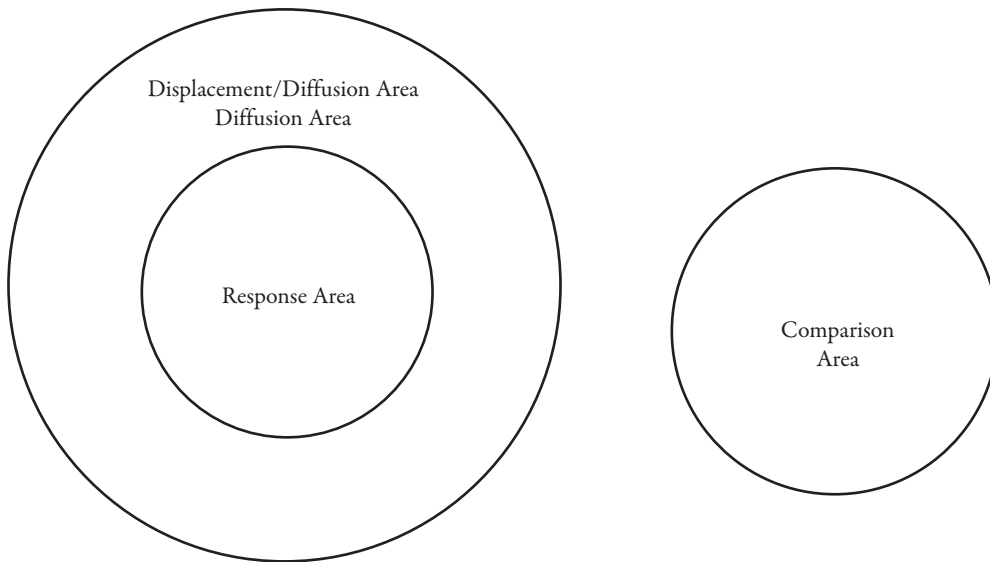 Displacement/Diffusion Area
Diffusion Area
Response Area
Comparison
Area